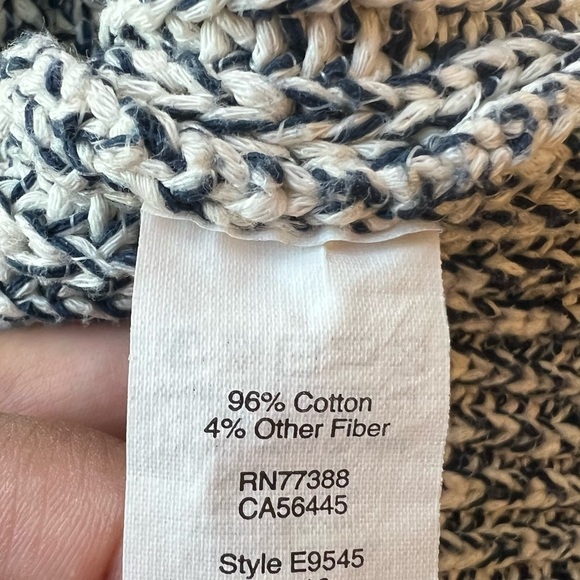 96% Cotton
4% Other Fiber
RN77388
CA56445
Style E9545